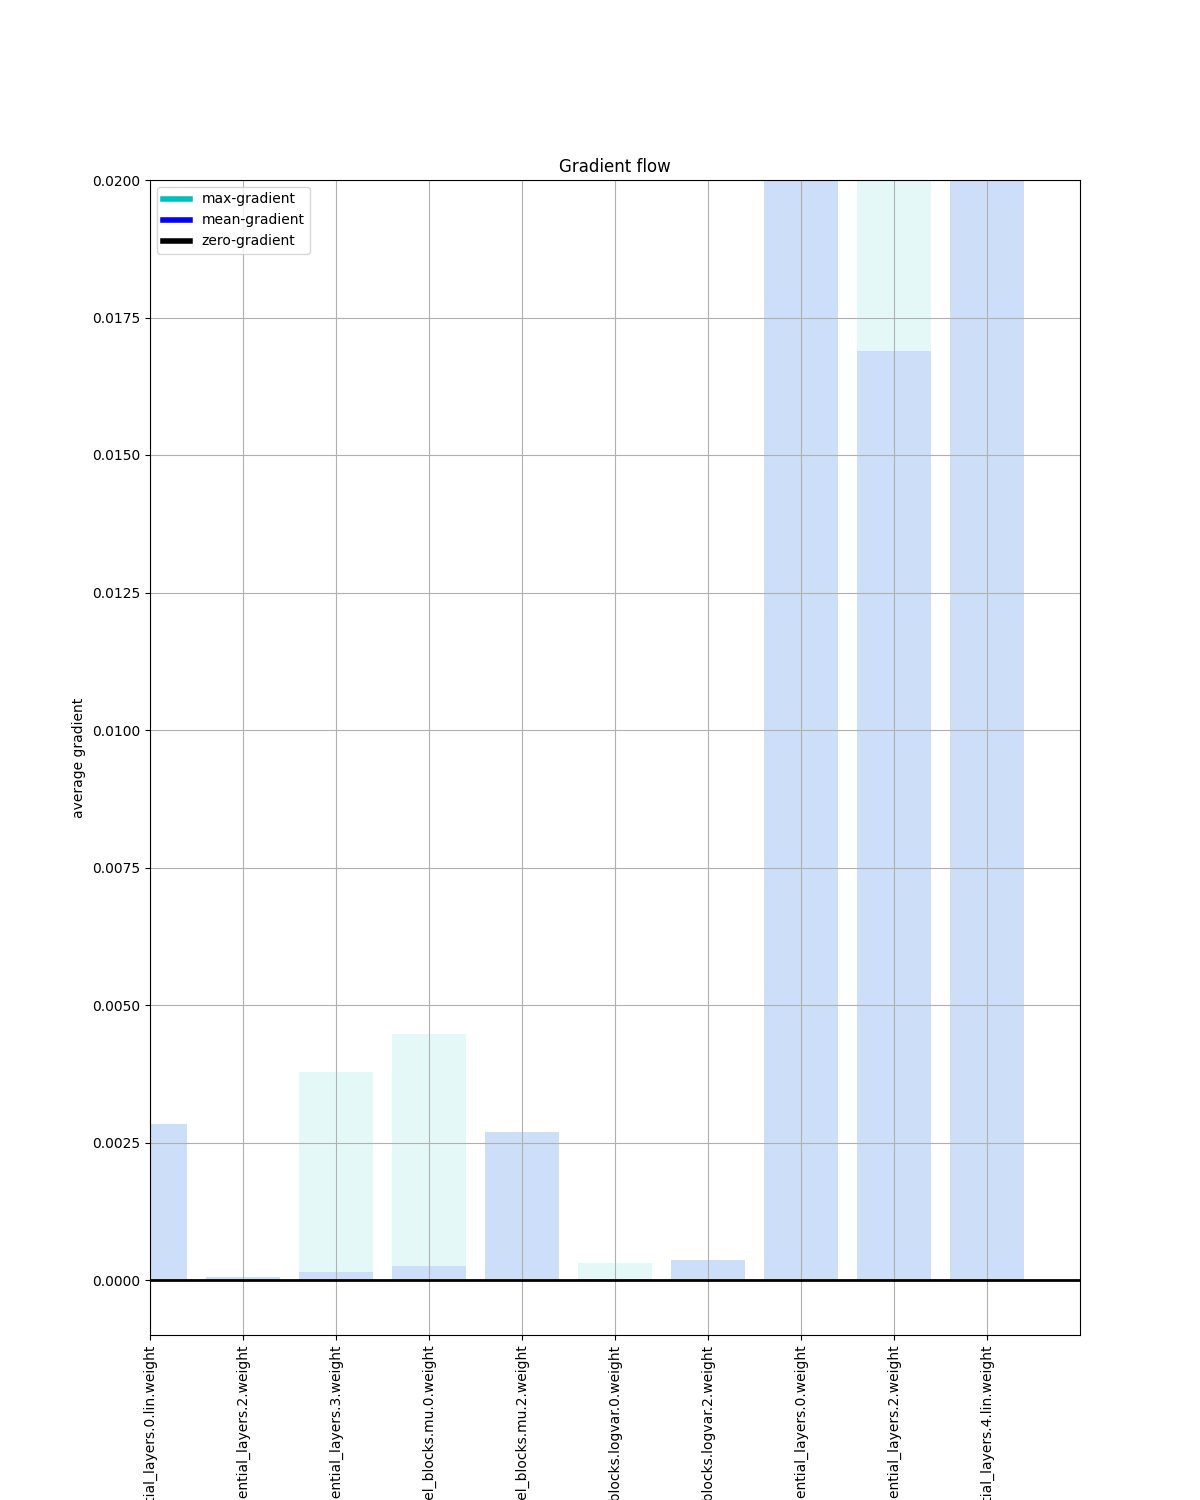 Gradient flow
max-gradient
mean-gradient
zero-gradient
average gradient
0.0200
0.0175
0.0150
0.0125
0.0100
0.0075
0.0050
0.0025
0.0000
tial_layers.0.lin.weight
ential_layers.2.weight
ential_layers.3.weight
el_blocks.mu.0.weight
el_blocks.mu.2.weight
blocks.logvar.0.weight
blocks.logvar.2.weight
ential_layers.0.weight
ential_layers.2.weight
tial_layers.4.lin.weight